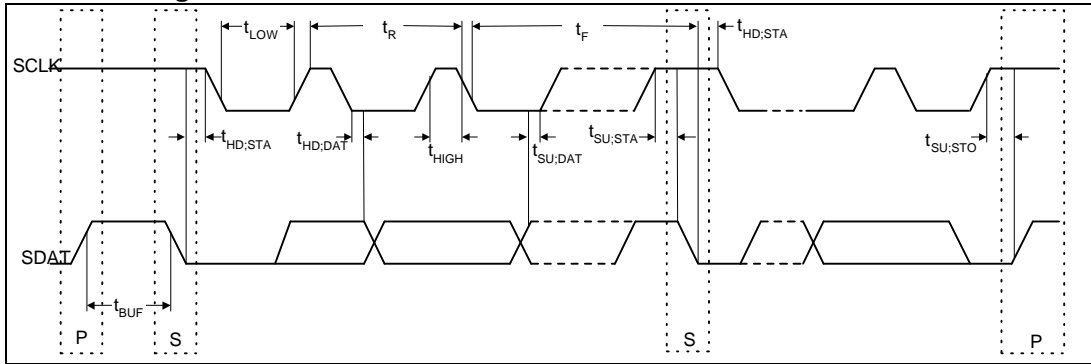 tLOW tR tF tHD;STA
SCLK
tHD;STA tHD;DAT tHIGH tSU;DAT tSU;STA tSU;STO
SDAT
tBUF
P S S P